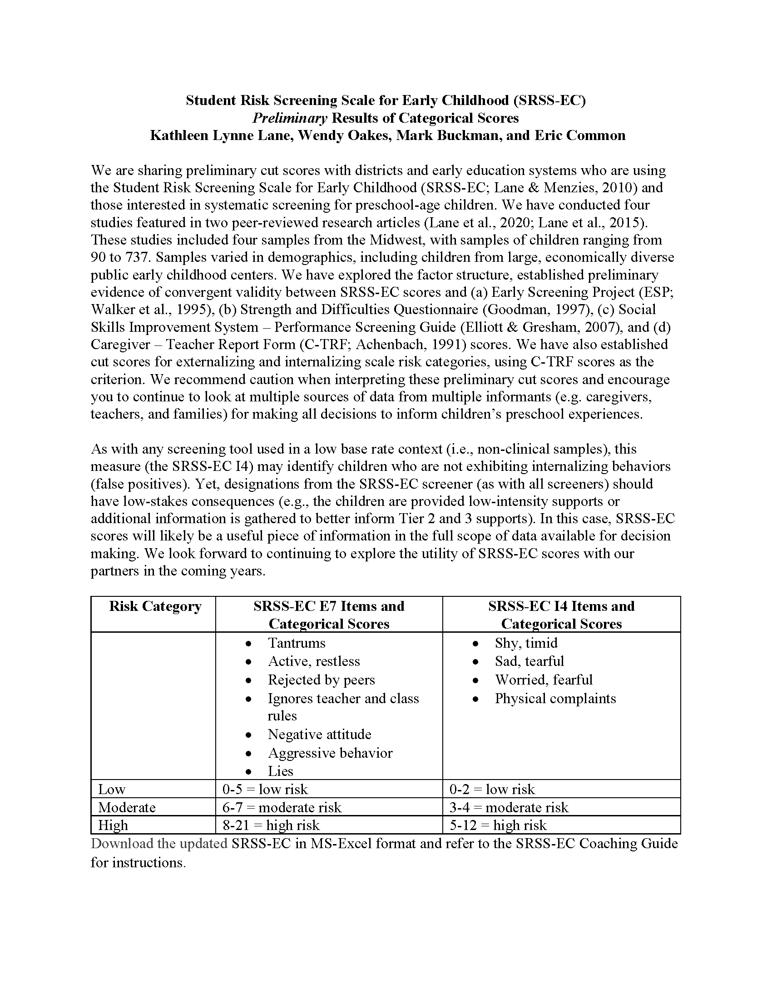 Student Risk Screening Scale for Early Childhood (SRSS-EC)
Preliminary Results of Categorical Scores
Kathleen Lynne Lane, Wendy Oakes, Mark Buckman, and Eric Common
We are sharing preliminary cut scores with districts and early education systems who are using
the Student Risk Screening Scale for Early Childhood (SRSS-EC; Lane & Menzies, 2010) and
those interested in systematic screening for preschool-age children. We have conducted four
studies featured in two peer-reviewed research articles (Lane et al., 2020; Lane et al., 2015).
These studies included four samples from the Midwest, with samples of children ranging from
90 to 737. Samples varied in demographics, including children from large, economically diverse
public early childhood centers. We have explored the factor structure, established preliminary
evidence of convergent validity between SRSS-EC scores and (a) Early Screening Project (ESP;
Walker et al., 1995), (b) Strength and Difficulties Questionnaire (Goodman, 1997), (c) Social
Skills Improvement System – Performance Screening Guide (Elliott & Gresham, 2007), and (d)
Caregiver – Teacher Report Form (C-TRF; Achenbach, 1991) scores. We have also established
cut scores for externalizing and internalizing scale risk categories, using C-TRF scores as the
criterion. We recommend caution when interpreting these preliminary cut scores and encourage
you to continue to look at multiple sources of data from multiple informants (e.g. caregivers,
teachers, and families) for making all decisions to inform children’s preschool experiences.
As with any screening tool used in a low base rate context (i.e., non-clinical samples), this
measure (the SRSS-EC I4) may identify children who are not exhibiting internalizing behaviors
(false positives). Yet, designations from the SRSS-EC screener (as with all screeners) should
have low-stakes consequences (e.g., the children are provided low-intensity supports or
additional information is gathered to better inform Tier 2 and 3 supports). In this case, SRSS-EC
scores will likely be a useful piece of information in the full scope of data available for decision
making. We look forward to continuing to explore the utility of SRSS-EC scores with our
partners in the coming years.
Risk Category
SRSS-EC E7 Items and
Categorical Scores
SRSS-EC I4 Items and
Categorical Scores
• Tantrums
• Active, restless
• Rejected by peers
• Ignores teacher and class
rules
• Negative attitude
• Aggressive behavior
• Lies
• Shy, timid
• Sad, tearful
• Worried, fearful
• Physical complaints
Low 0-5 = low risk 0-2 = low risk
Moderate 6-7 = moderate risk 3-4 = moderate risk
High 8-21 = high risk 5-12 = high risk
Download the updated SRSS-EC in MS-Excel format and refer to the SRSS-EC Coaching Guide
for instructions.